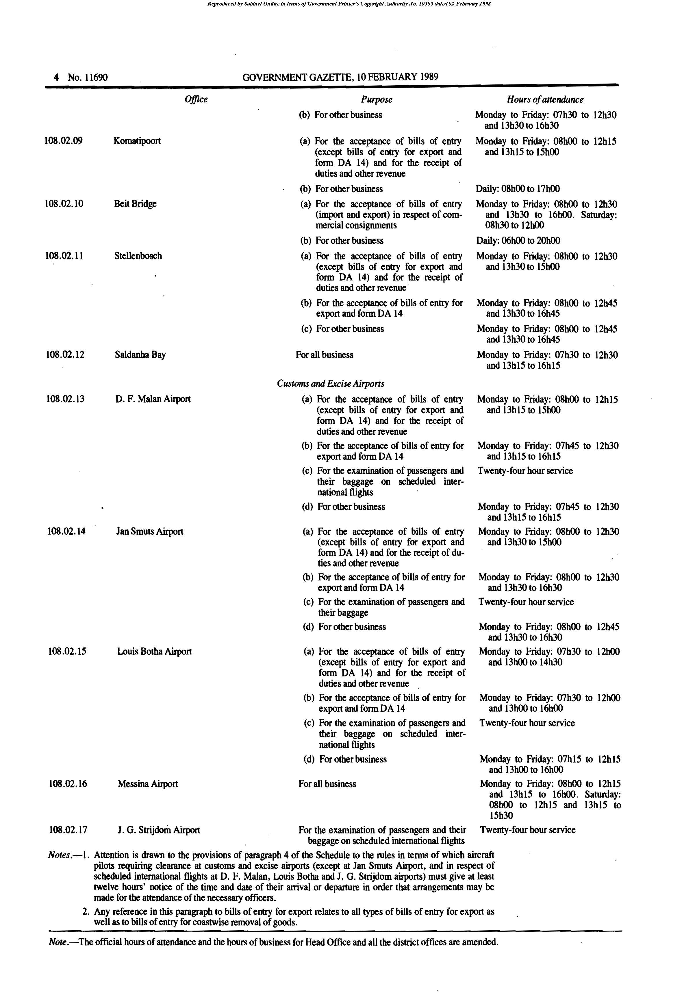 Reproduced by Sabinet Online in terms of Government Printer's Copyright Authority No. 10505 dated 02 February 1998
4 No. 11690 GOVERNMENT GAZETTE, 10 FEBRUARY 1989
Office Purpose Hours of attendance
(b) For other business Monday to Friday: 07h30 to 12h30
and 13h30 to 16h30
108.02.09 Komatipoort (a) For the acceptance of bills of entry Monday to Friday: 08h00 to 12h15
(except bills of entry for export and and 13h15 to 15h00
form DA 14) and for the receipt of
duties and other revenue
(b) For other business Daily: 08h00 to 17h00
108.02.10 Beit Bridge (a) For the acceptance of bills of entry Monday to Friday: 08h00 to 12h30
(import and export) in respect of com- and 13h30 to 16h00. Saturday:
mercial consignments 08h30 to 12h00
(b) For other business Daily: 06h00 to 20h00
108.02.11 Stellenbosch (a) For the acceptance of bills of entry Monday to Friday: 08h00 to 12h30
(except bills of entry for export and and 13h30 to 15h00
form DA 14) and for the receipt of
duties and other revenue
(b) For the acceptance of bills of entry for Monday to Friday: 08h00 to 12h45
export and form DA 14 and 13h30 to 16h45
(c) For other business Monday to Friday: 08h00 to 12h45
and 13h30 to 16h45
108.02.12 Saldanha Bay For all business Monday to Friday: 07h30 to 12h30
and 13h15 to 16h15
Customs and Excise Airports
108.02.13 D. F. Malan Airport (a) For the acceptance of bills of entry Monday to Friday: 08h00 to 12h15
(except bills of entry for export and and 13h15 to 15h00
form DA 14) and for the receipt of
duties and other revenue
(b) For the acceptance of bills of entry for Monday to Friday: 07h45 to 12h30
export and form DA 14 and 13h15 to 16h15
(c) For the examination of passengers and Twenty-four hour service
their baggage on scheduled inter-
national flights
(d) For other business Monday to Friday: 07h45 to 12h30
and 13h15 to 16h15
108.02.14 Jan Smuts Airport (a) For the acceptance of bills of entry Monday to Friday: 08h00 to 12h30
(except bills of entry for export and and 13h30 to 15h00
form DA 14) and for the receipt of du-
ties and other revenue
(b) For the acceptance of bills of entry for Monday to Friday: 08h00 to 12h30
export and form DA 14 and 13h30 to 16h30
(c) For the examination of passengers and Twenty-four hour service
their baggage
(d) For other business Monday to Friday: 08h00 to 12h45
and 13h30 to 16h30
108.02.15 Louis Botha Airport (a) For the acceptance of bills of entry Monday to Friday: 07h30 to 12h00
(except bills of entry for export and and 13h00 to 14h30
form DA 14) and for the receipt of
duties and other revenue
(b) For the acceptance of bills of entry for Monday to Friday: 07h30 to 12h00
export and form DA 14 and 13h00 to 16h00
(c) For the examination of passengers and Twenty-four hour service
their baggage on scheduled inter-
national flights
(d) For other business Monday to Friday: 07h15 to 12h15
and 13h00 to 16h00
108.02.16 Messina Airport For all business Monday to Friday: 08h00 to 12h15
and 13h15 to 16h00. Saturday:
08h00 to 12h15 and 13h15 to
15h30
108.02.17 J. G. Strijdom Airport For the examination of passengers and their Twenty-four hour service
baggage on scheduled international flights
Notes.—1. Attention is drawn to the provisions of paragraph 4 of the Schedule to the rules in terms of which aircraft
pilots requiring clearance at customs and excise airports (except at Jan Smuts Airport, and in respect of
scheduled international flights at D. F. Malan, Louis Botha and J. G. Strijdom airports) must give at least
twelve hours' notice of the time and date of their arrival or departure in order that arrangements may be
made for the attendance of the necessary officers.
2. Any reference in this paragraph to bills of entry for export relates to all types of bills of entry for export as
well as to bills of entry for coastwise removal of goods.
Note.—The official hours of attendance and the hours of business for Head Office and all the district offices are amended.